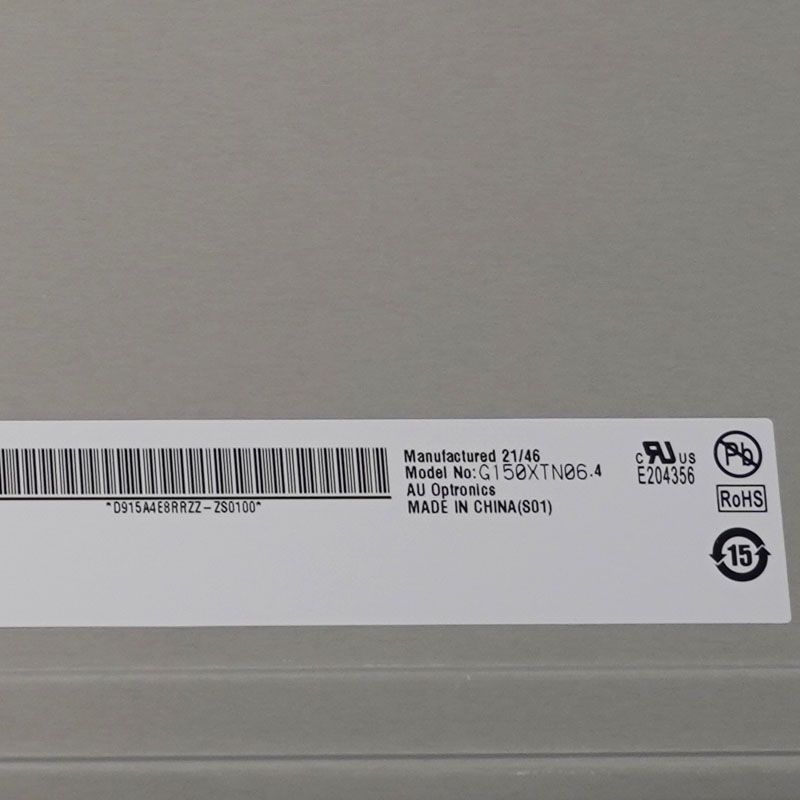 *D915A4E8RRZZ-ZS0100*
Manufactured 21/46
Model No:G150XTN06.4
AU Optronics
MADE IN CHINA(S01)
c RU US
E204356
Pb
RoHS
15